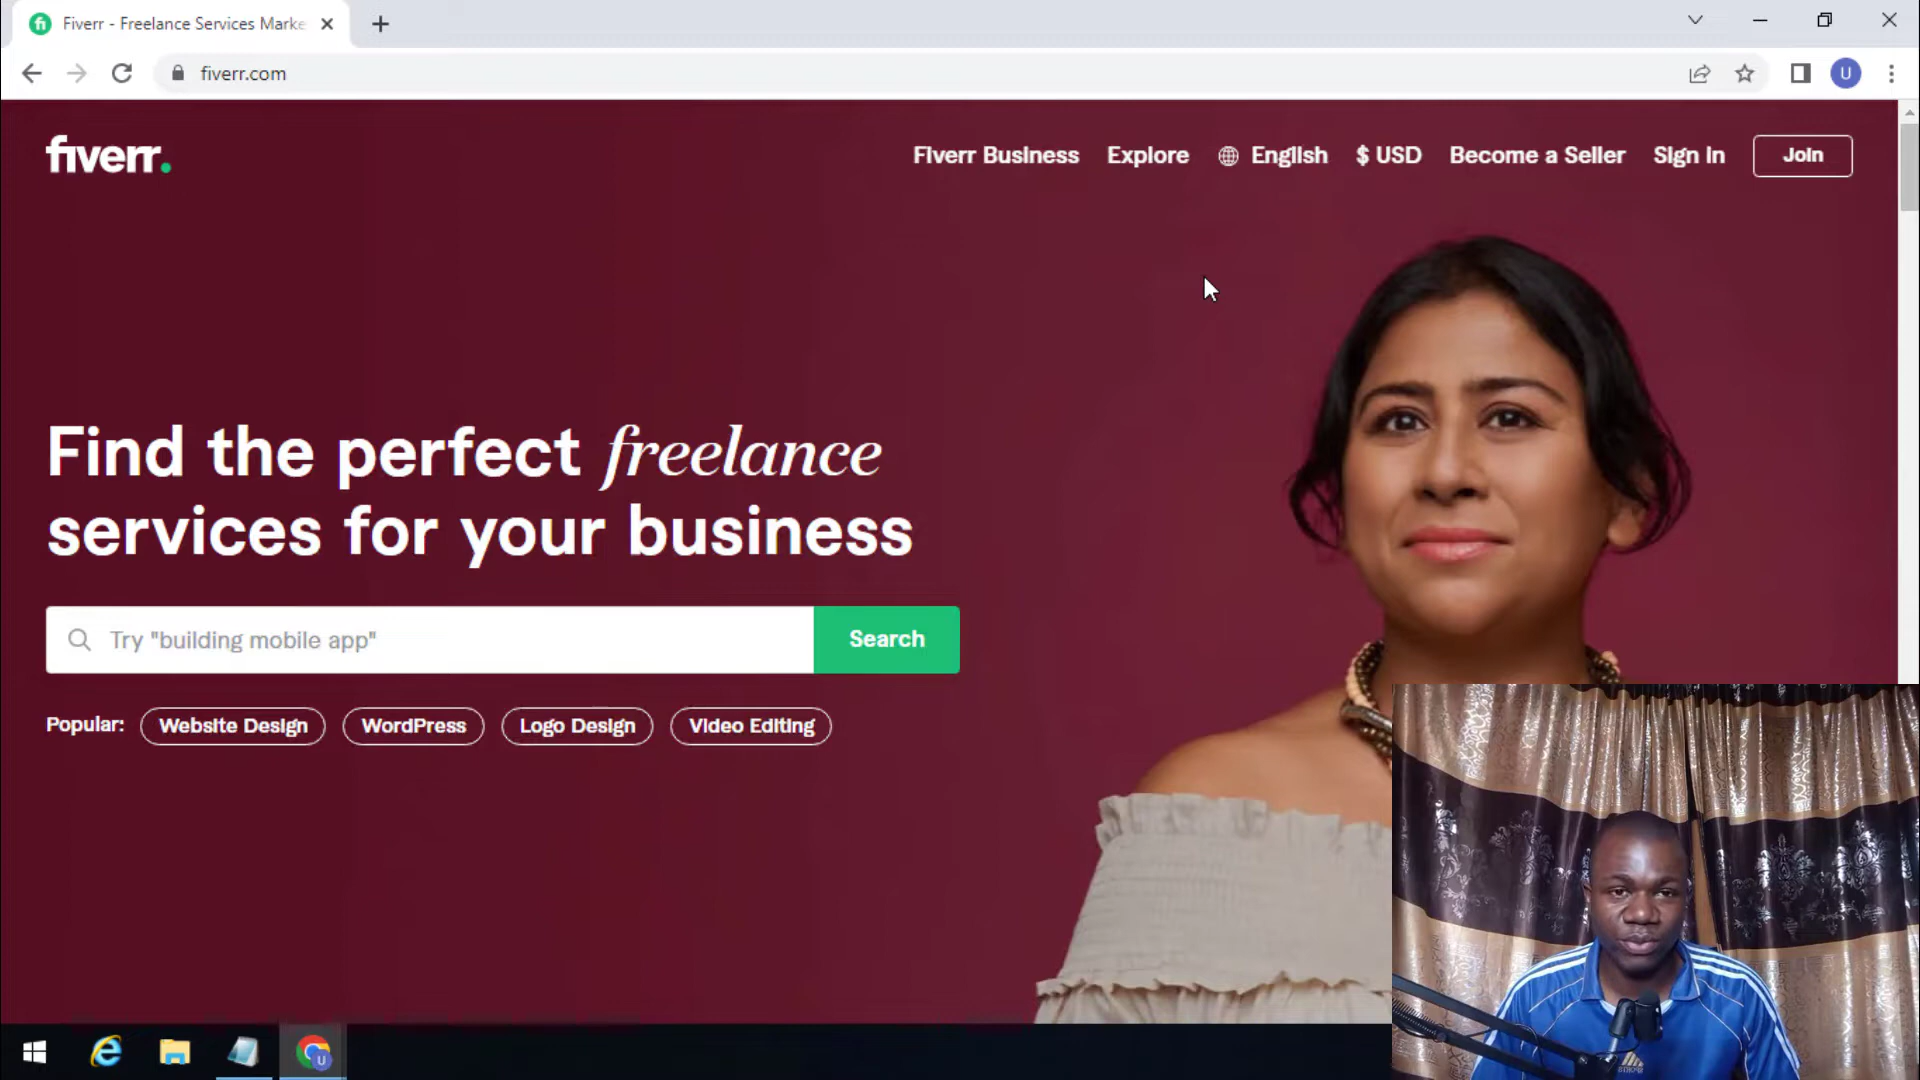 Fiverr - Freelance Services Marke
fiverr.com
U
fiverr.
Fiverr Business
Explore
English
$ USD
Become a Seller
Sign In
Join
Find the perfect freelance
services for your business
Try "building mobile app"
Search
Popular:
Website Design
WordPress
Logo Design
Video Editing
U